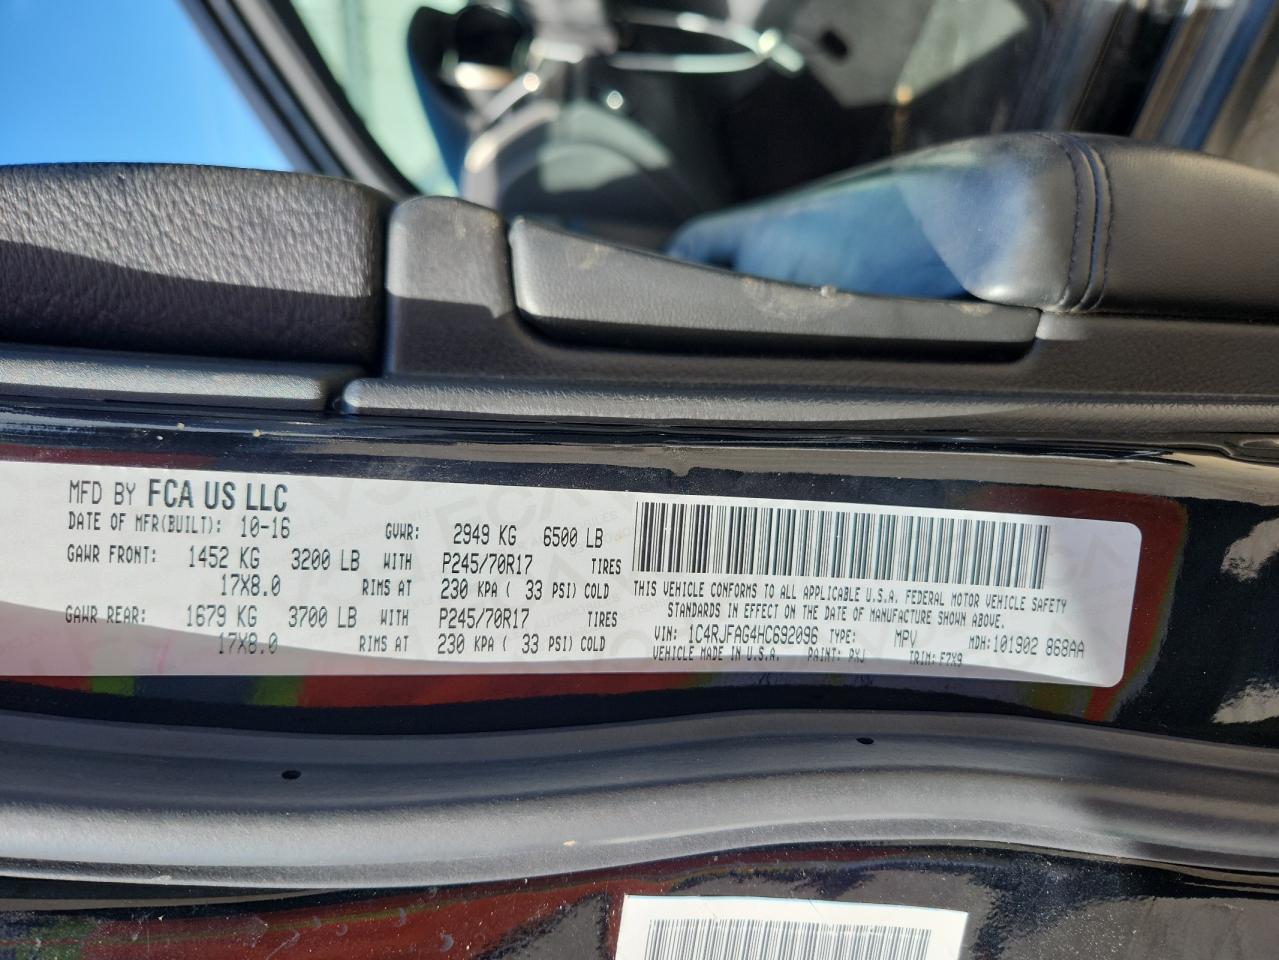 MFD BY FCA US LLC
DATE OF MFR(BUILT): 10-16 GVWR: 2949 KG 6500 LB
GAWR FRONT: 1452 KG 3200 LB WITH P245/70R17 TIRES
17X8.0 RIMS AT 230 KPA ( 33 PSI) COLD
GAWR REAR: 1679 KG 3700 LB WITH P245/70R17 TIRES
17X8.0 RIMS AT 230 KPA ( 33 PSI) COLD
THIS VEHICLE CONFORMS TO ALL APPLICABLE U.S.A. FEDERAL MOTOR VEHICLE SAFETY
STANDARDS IN EFFECT ON THE DATE OF MANUFACTURE SHOWN ABOVE.
VIN: 1C4RJFAG4HC692096 TYPE: MPV MDH:101902 868AA
VEHICLE MADE IN U.S.A. PAINT: PXJ TRIM: F7X9